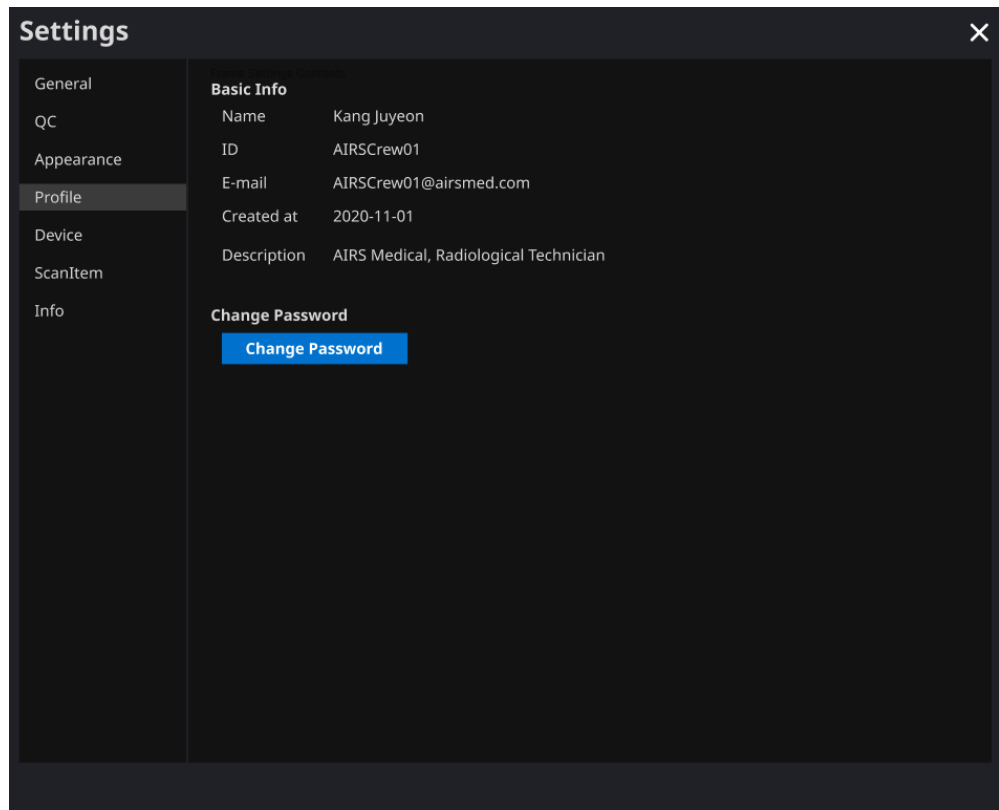 Settings
General
QC
Appearance
Profile
Device
ScanItem
Info
Basic Info
Name Kang Juyeon
ID AIRSCrew01
E-mail AIRSCrew01@airsmed.com
Created at 2020-11-01
Description AIRS Medical, Radiological Technician
Change Password
Change Password